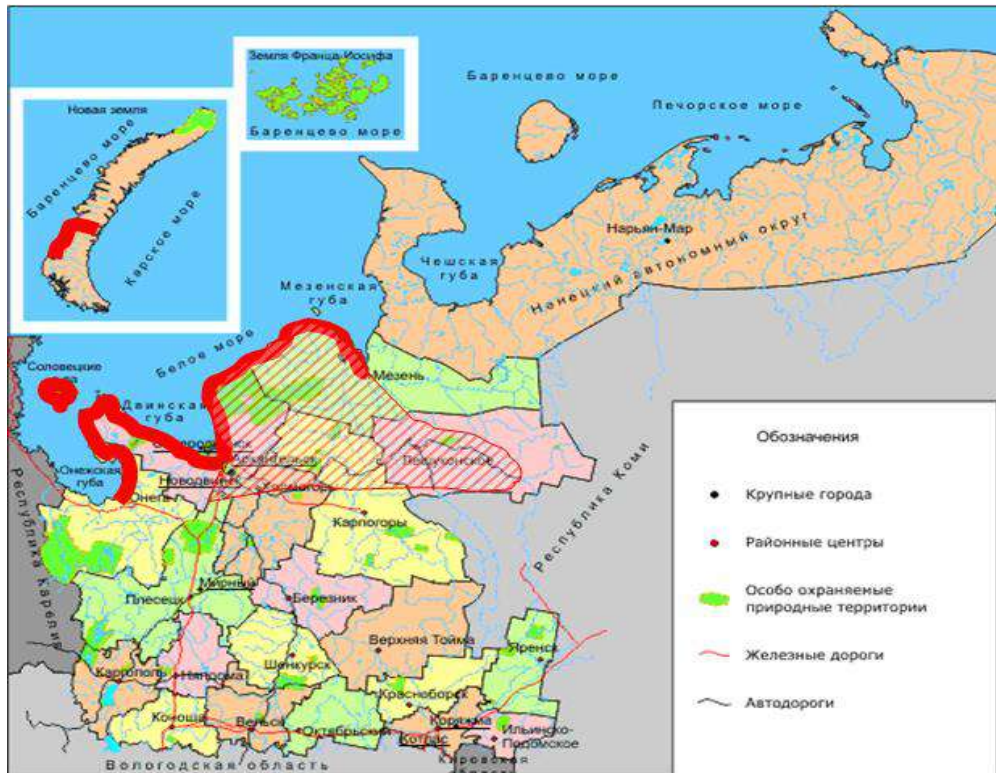 Земля Франца-Иосифа
Баренцево море
Новая земля
Баренцево море
Карское море
Баренцево море
Печорское море
Нарьян-Мар
Ненецкий автономный округ
Чешская
губа
Мезенская
губа
Белое море
Мезень
Соловецкие
Двинская
губа
Онежская
губа
Онега
Новодвинск
Архангельск
Лешуконское
Карпогоры
Республика Карелия
Республика Коми
Мирный
Плесецк
Березник
Верхняя Тойма
Шенкурск
Яренск
Каргополь
Няндома
Красноборск
Коноша
Вельск
Октябрьский
Коряжма
Котлас
Ильинско-
Подомское
Вологодская область
Кировская
Обозначения
Крупные города
Районные центры
Особо охраняемые
природные территории
Железные дороги
Автодороги